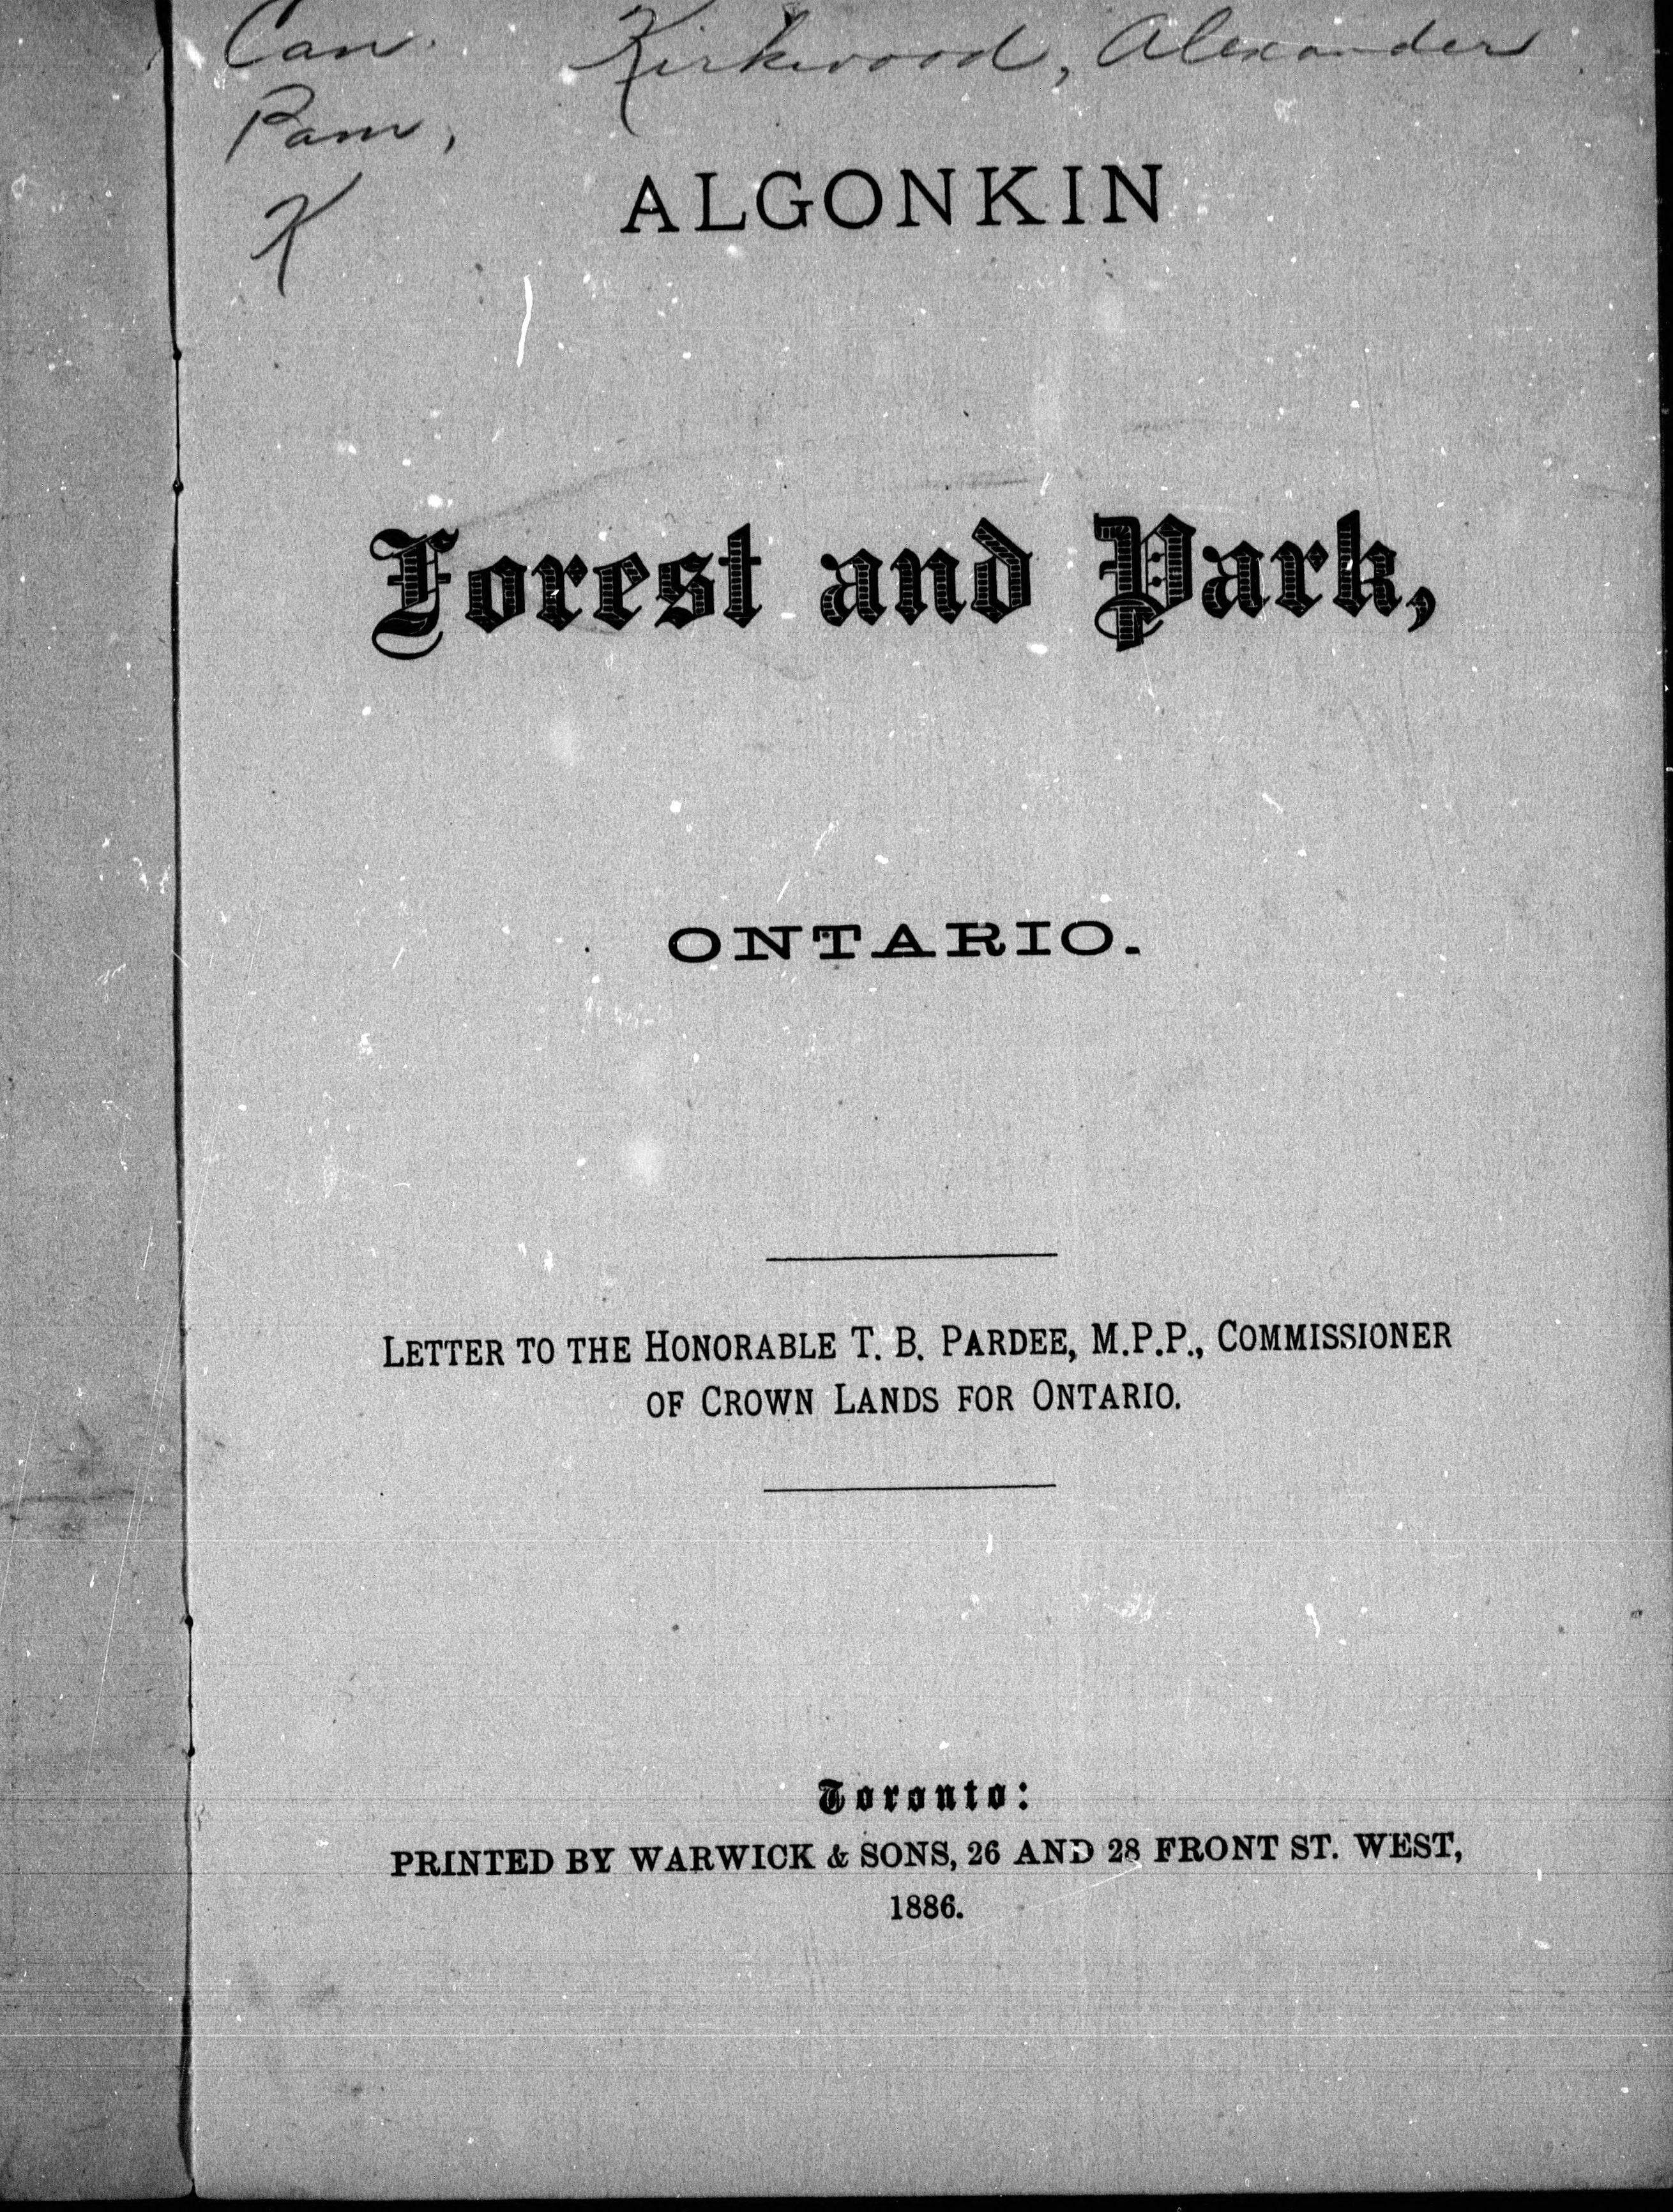 Can. Kirkwood, Alexander
Pam,
K
ALGONKIN
Forest and Park,
ONTARIO.
LETTER TO THE HONORABLE T. B. PARDEE, M.P.P., COMMISSIONER
OF CROWN LANDS FOR ONTARIO.
Toronto:
PRINTED BY WARWICK & SONS, 26 AND 28 FRONT ST. WEST,
1886.